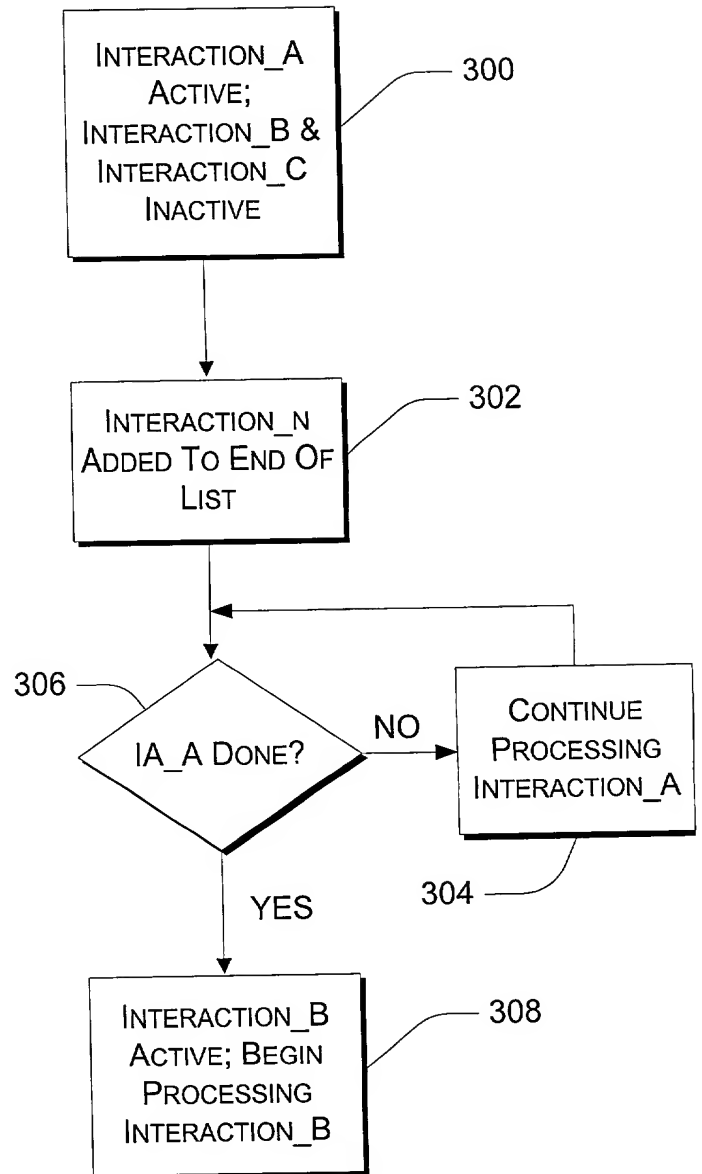 INTERACTION_A
ACTIVE;
INTERACTION_B &
INTERACTION_C
INACTIVE
300
INTERACTION_N
ADDED TO END OF
LIST
302
306
IA_A DONE?
NO
CONTINUE
PROCESSING
INTERACTION_A
304
YES
INTERACTION_B
ACTIVE; BEGIN
PROCESSING
INTERACTION_B
308